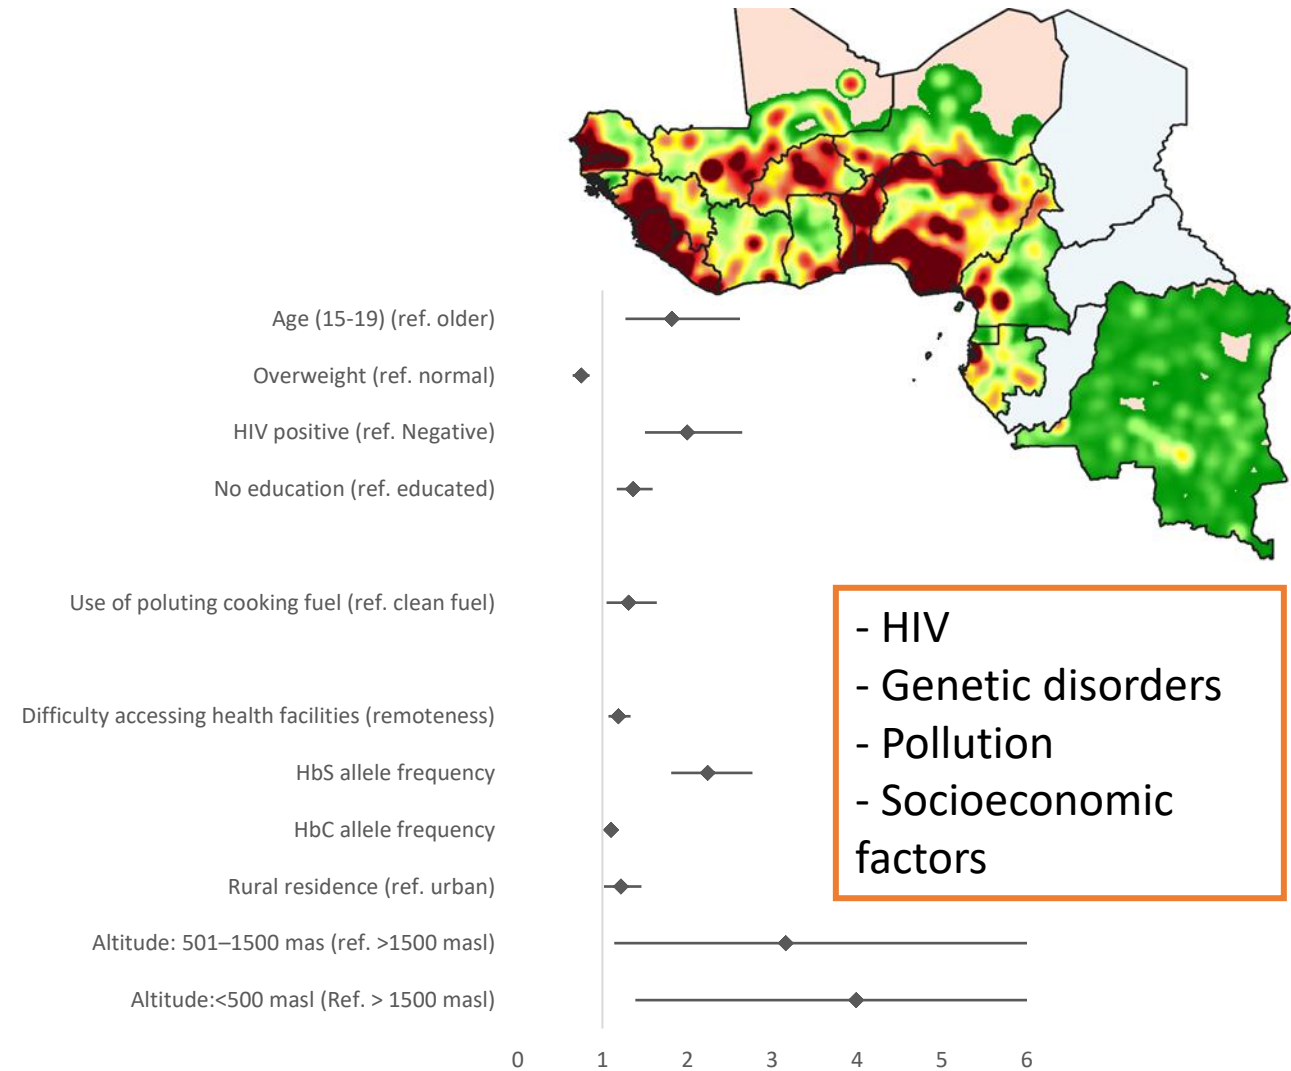 Age (15-19) (ref. older)
Overweight (ref. normal)
HIV positive (ref. Negative)
No education (ref. educated)
Use of poluting cooking fuel (ref. clean fuel)
Difficulty accessing health facilities (remoteness)
HbS allele frequency
HbC allele frequency
Rural residence (ref. urban)
Altitude: 501–1500 mas (ref. >1500 masl)
Altitude:<500 masl (Ref. > 1500 masl)
0 1 2 3 4 5 6
- HIV
- Genetic disorders
- Pollution
- Socioeconomic
factors